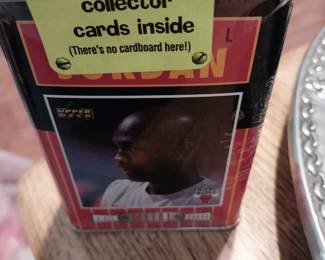 collector
cards inside
(There's no cardboard here!)
L
JORDAN
UPPER
DECK